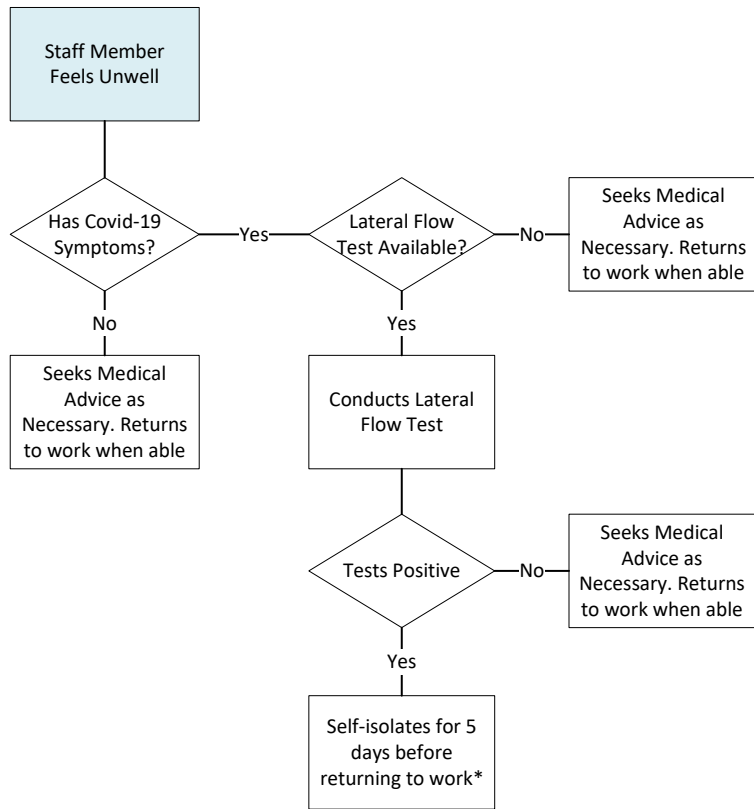 Staff Member
Feels Unwell
Has Covid-19
Symptoms?
Yes
Lateral Flow
Test Available?
No
Seeks Medical
Advice as
Necessary. Returns
to work when able
No
Seeks Medical
Advice as
Necessary. Returns
to work when able
Yes
Conducts Lateral
Flow Test
Tests Positive
No
Seeks Medical
Advice as
Necessary. Returns
to work when able
Yes
Self-isolates for 5
days before
returning to work*